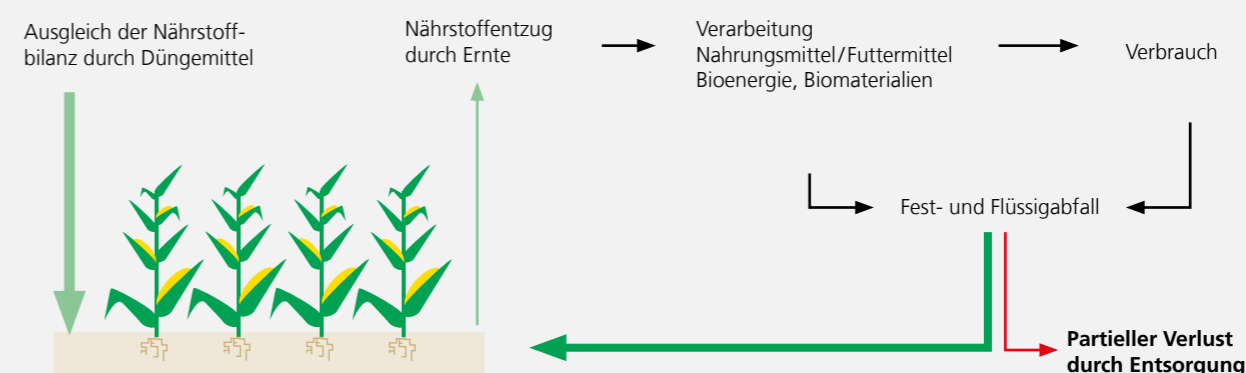 Ausgleich der Nährstoff-
bilanz durch Düngemittel
Nährstoffentzug
durch Ernte
Verarbeitung
Nahrungsmittel/Futtermittel
Bioenergie, Biomaterialien
Verbrauch
Fest- und Flüssigabfall
Partieller Verlust
durch Entsorgung